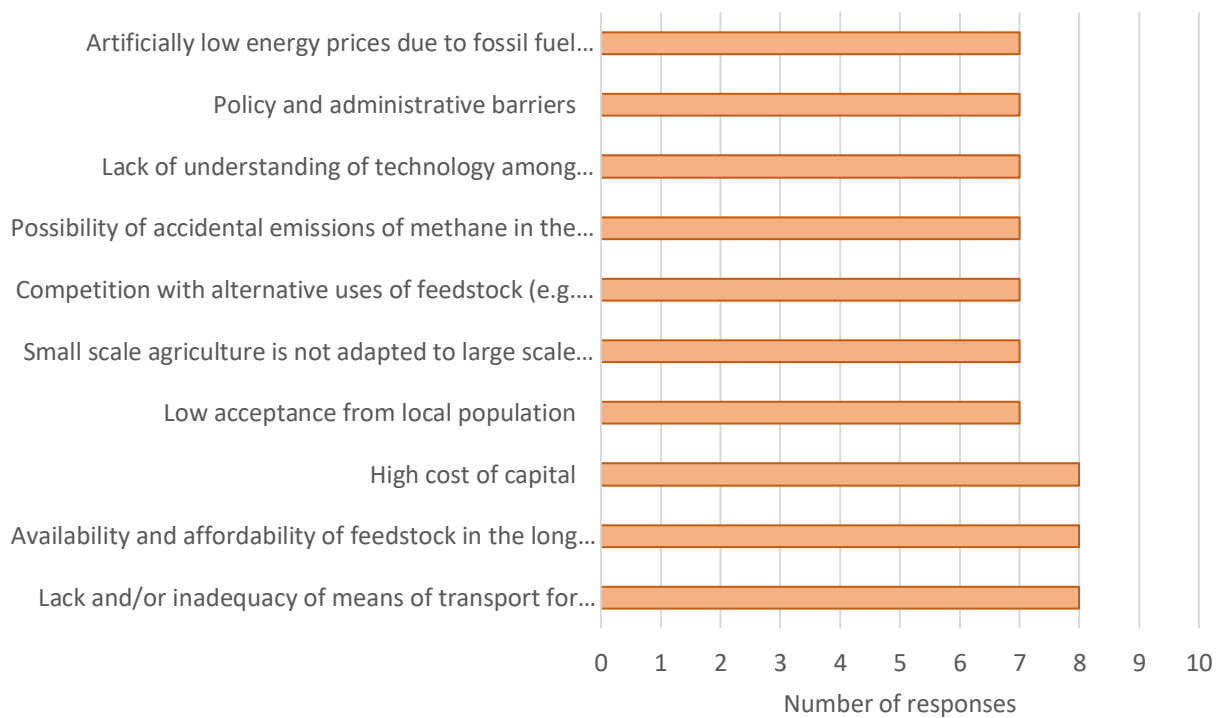 Artificially low energy prices due to fossil fuel...
Policy and administrative barriers
Lack of understanding of technology among...
Possibility of accidental emissions of methane in the...
Competition with alternative uses of feedstock (e.g....
Small scale agriculture is not adapted to large scale...
Low acceptance from local population
High cost of capital
Availability and affordability of feedstock in the long...
Lack and/or inadequacy of means of transport for...
0 1 2 3 4 5 6 7 8 9 10
Number of responses